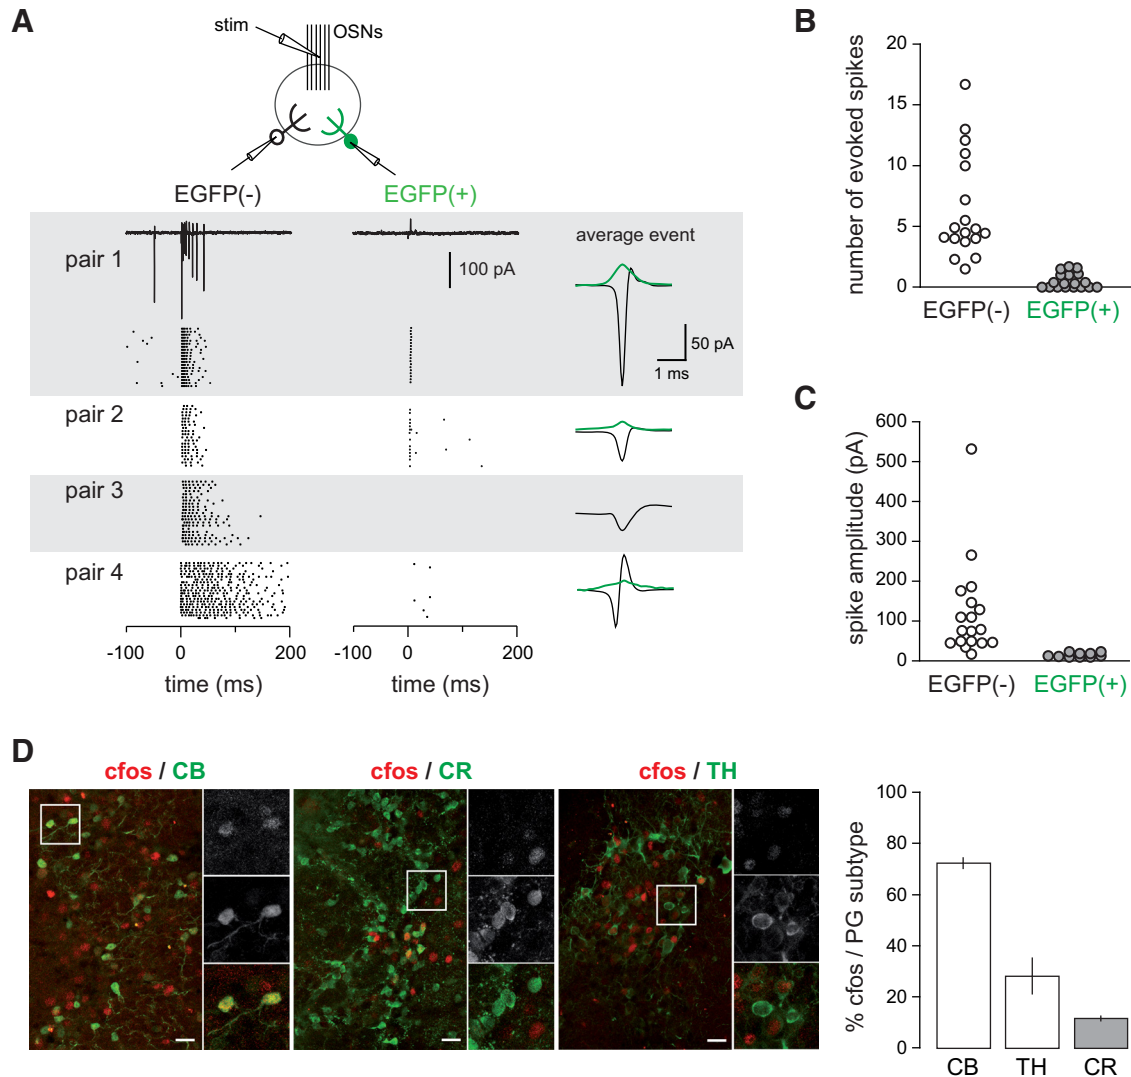 A
stim
OSNs
EGFP(-)
EGFP(+)
pair 1
100 pA
average event
50 pA
1 ms
pair 2
pair 3
pair 4
-100 0 200
time (ms)
-100 0 200
time (ms)
B
number of evoked spikes
20
15
10
5
0
EGFP(-) EGFP(+)
C
spike amplitude (pA)
600
500
400
300
200
100
0
EGFP(-) EGFP(+)
D
cfos / CB
cfos / CR
cfos / TH
% cfos / PG subtype
100
80
60
40
20
0
CB TH CR